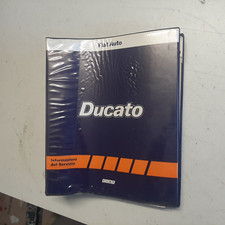 Fiat Auto
Ducato
Informazioni
del Servizio
FIAT